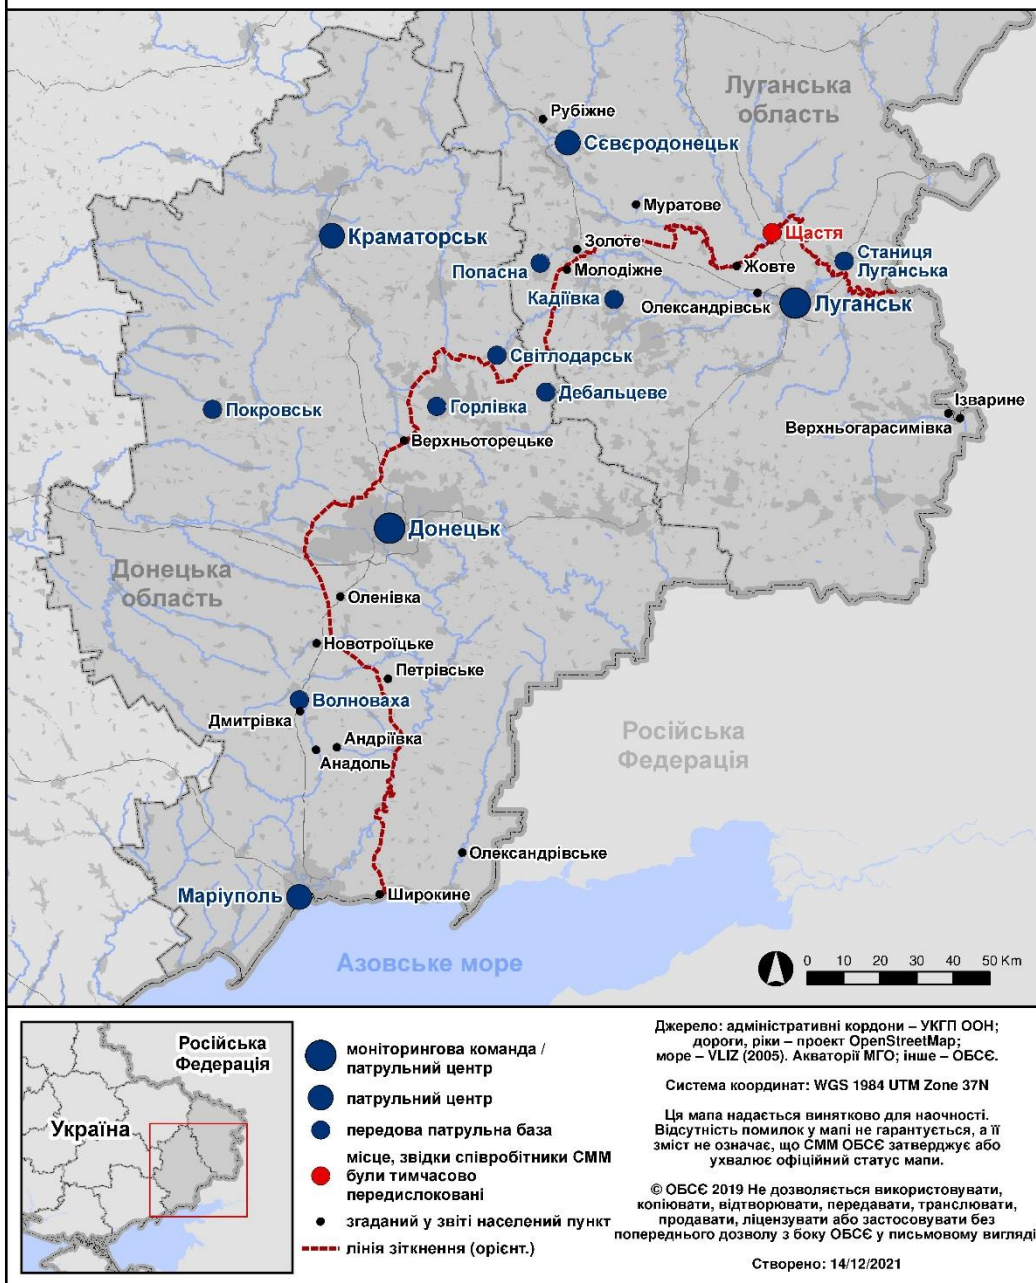 Луганська
область
Рубіжне
Сєвєродонецьк
Муратове
Щастя
Краматорськ
Золоте
Станиця
Луганська
Попасна
Молодіжне
Жовте
Кадіївка
Олександрівськ
Луганськ
Світлодарськ
Дебальцеве
Покровськ
Горлівка
Ізварине
Верхньогарасимівка
Верхньоторецьке
Донецьк
Донецька
область
Оленівка
Новотроїцьке
Петрівське
Волноваха
Дмитрівка
Андріївка
Анадоль
Російська
Федерація
Олександрівське
Маріуполь
Широкине
Азовське море
0 10 20 30 40 50 Km
Російська
Федерація
Україна
моніторингова команда /
патрульний центр
патрульний центр
передова патрульна база
місце, звідки співробітники СММ
були тимчасово
передислоковані
згаданий у звіті населений пункт
лінія зіткнення (орієнт.)
Джерело: адміністративні кордони – УКГП ООН;
дороги, ріки – проект OpenStreetMap;
море – VLIZ (2005). Акваторії МГО; інше – ОБСЄ.
Система координат: WGS 1984 UTM Zone 37N
Ця мапа надається винятково для наочності.
Відсутність помилок у мапі не гарантується, а її
зміст не означає, що СММ ОБСЄ затверджує або
ухвалює офіційний статус мапи.
© ОБСЄ 2019 Не дозволяється використовувати,
копіювати, відтворювати, передавати, транслювати,
продавати, ліцензувати або застосовувати без
попереднього дозволу з боку ОБСЄ у письмовому вигляді
Створено: 14/12/2021